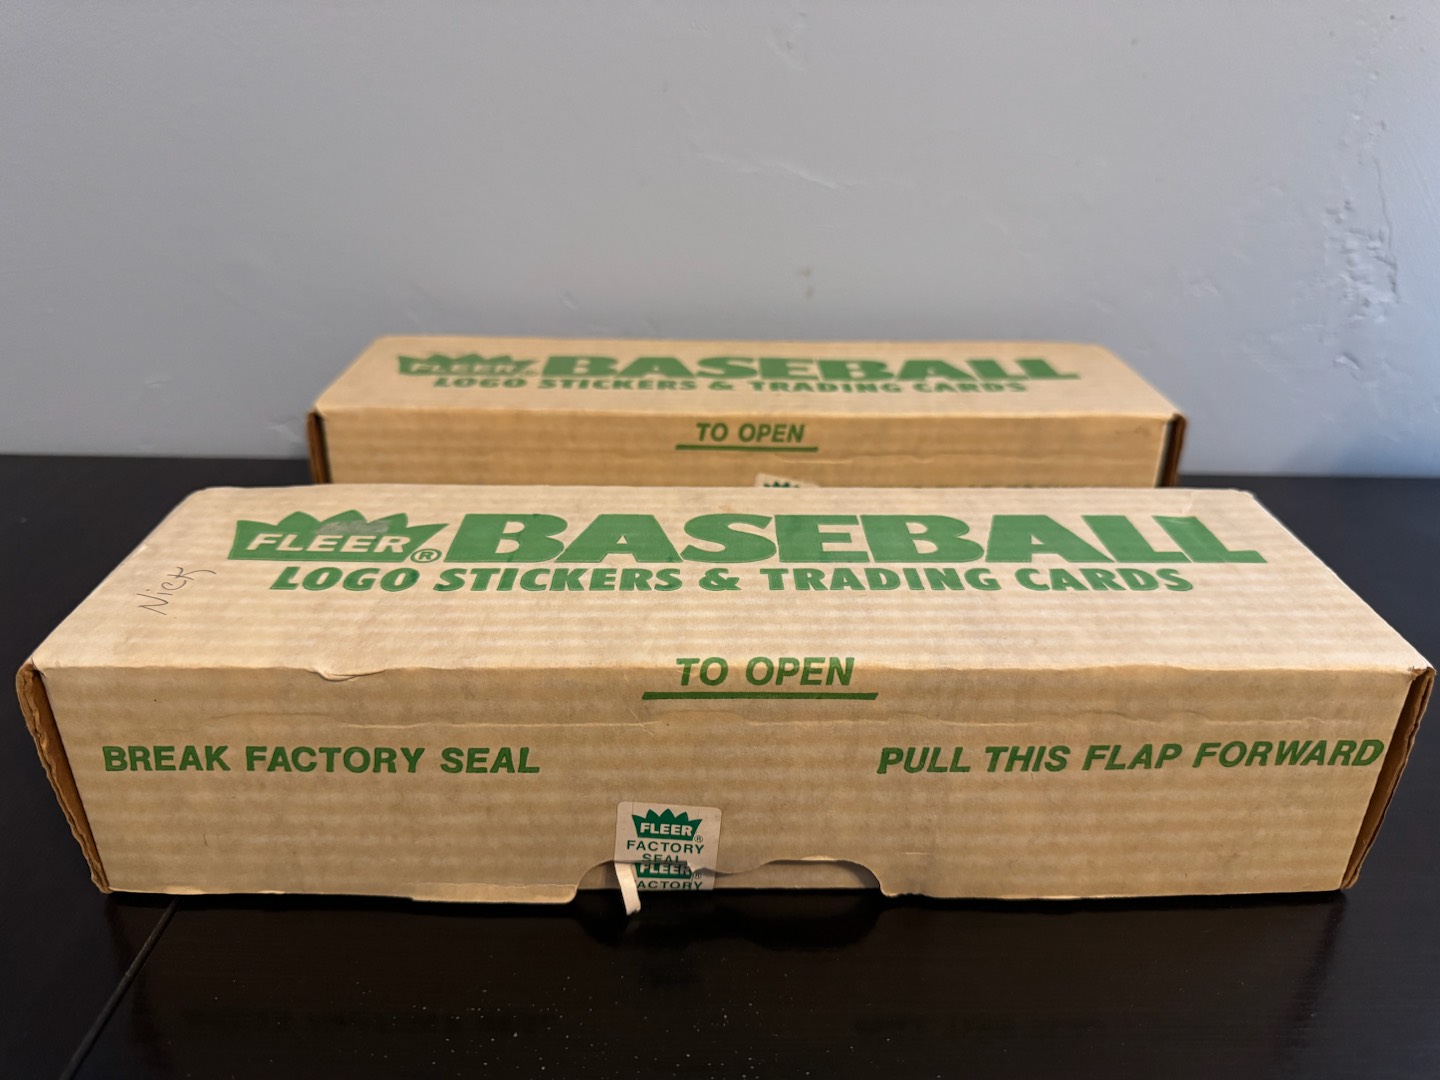 FLEER BASEBALL
LOGO STICKERS & TRADING CARDS
TO OPEN
FLEER® BASEBALL
LOGO STICKERS & TRADING CARDS
Nick
TO OPEN
BREAK FACTORY SEAL
PULL THIS FLAP FORWARD
FLEER®
FACTORY
SEAL
FLEER®
FACTORY